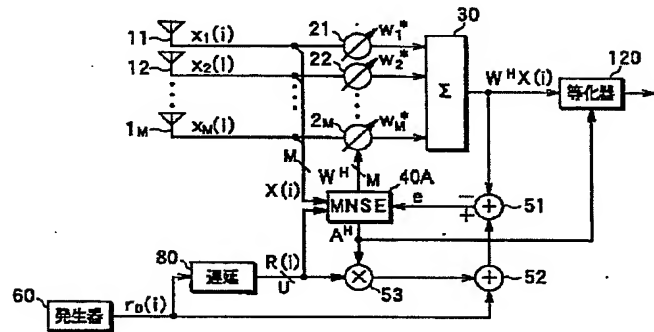 11 x₁(i) 21 w₁* 30
12 x₂(i) 22 w₂*
1M xM(i) 2M wM*
Σ
WᴴX(i)
120
等化器
M
X(i)
Wᴴ M
40A
MNSE
e
− +
+ 51
Aᴴ
80
遅延
R(i)
U
× 53
+ 52
60
発生器
rD(i)